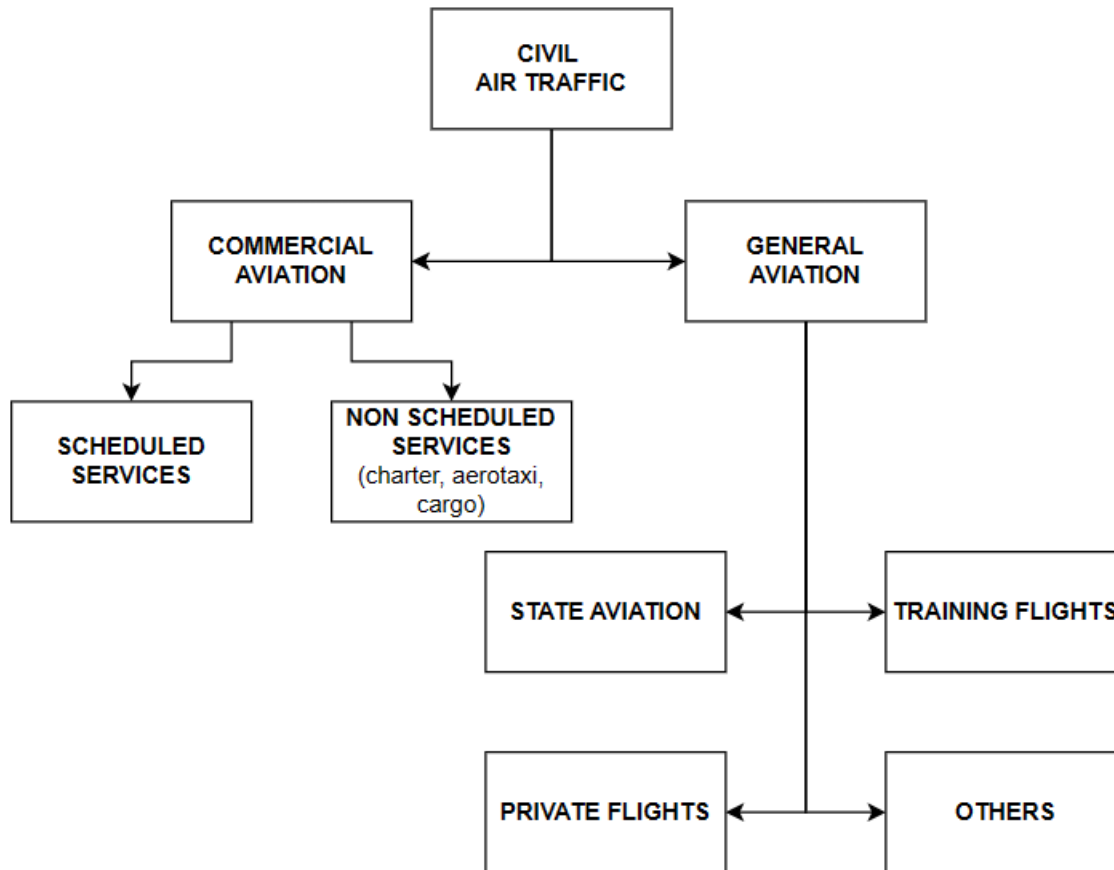 CIVIL
AIR TRAFFIC
COMMERCIAL
AVIATION
GENERAL
AVIATION
SCHEDULED
SERVICES
NON SCHEDULED
SERVICES
(charter, aerotaxi,
cargo)
STATE AVIATION
TRAINING FLIGHTS
PRIVATE FLIGHTS
OTHERS